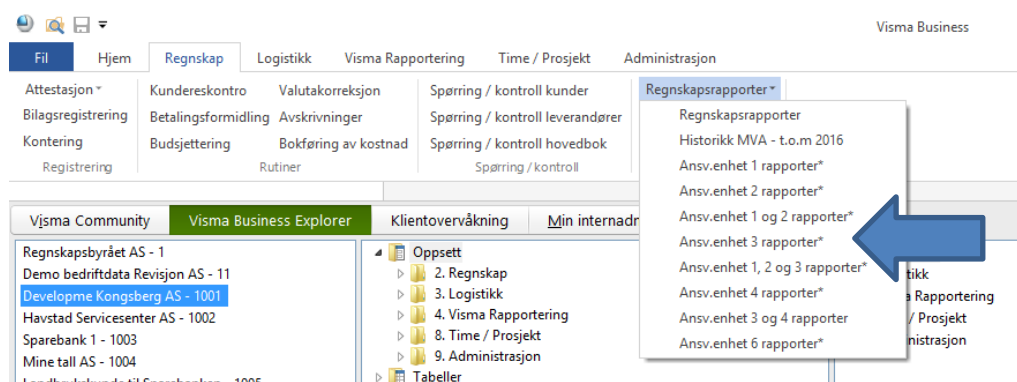 Visma Business
Fil Hjem Regnskap Logistikk Visma Rapportering Time / Prosjekt Administrasjon
Attestasjon Kundereskontro Valutakorreksjon Spørring / kontroll kunder Regnskapsrapporter*
Bilagsregistrering Betalingsformidling Avskrivninger Spørring / kontroll leverandører
Kontering Budsjettering Bokføring av kostnad Spørring / kontroll hovedbok
Registrering Rutiner Spørring / kontroll
Regnskapsrapporter
Historikk MVA - t.o.m 2016
Ansv.enhet 1 rapporter*
Ansv.enhet 2 rapporter*
Ansv.enhet 1 og 2 rapporter*
Ansv.enhet 3 rapporter*
Ansv.enhet 1, 2 og 3 rapporter*
Ansv.enhet 4 rapporter*
Ansv.enhet 3 og 4 rapporter
Ansv.enhet 6 rapporter*
Visma Community Visma Business Explorer Klientovervåkning Min internadr
Regnskapsbyrået AS - 1
Demo bedriftdata Revisjon AS - 11
Developme Kongsberg AS - 1001
Havstad Servicesenter AS - 1002
Sparebank 1 - 1003
Mine tall AS - 1004
Oppsett
2. Regnskap
3. Logistikk
4. Visma Rapportering
8. Time / Prosjekt
9. Administrasjon
Tabeller
tikk
a Rapportering
/ Prosjekt
nistrasjon